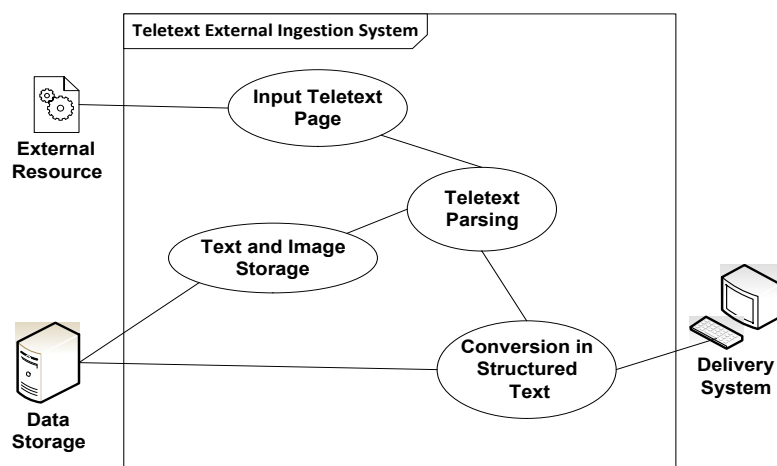 Teletext External Ingestion System
Input Teletext
Page
External
Resource
Teletext
Parsing
Text and Image
Storage
Conversion in
Structured
Text
Delivery
System
Data
Storage